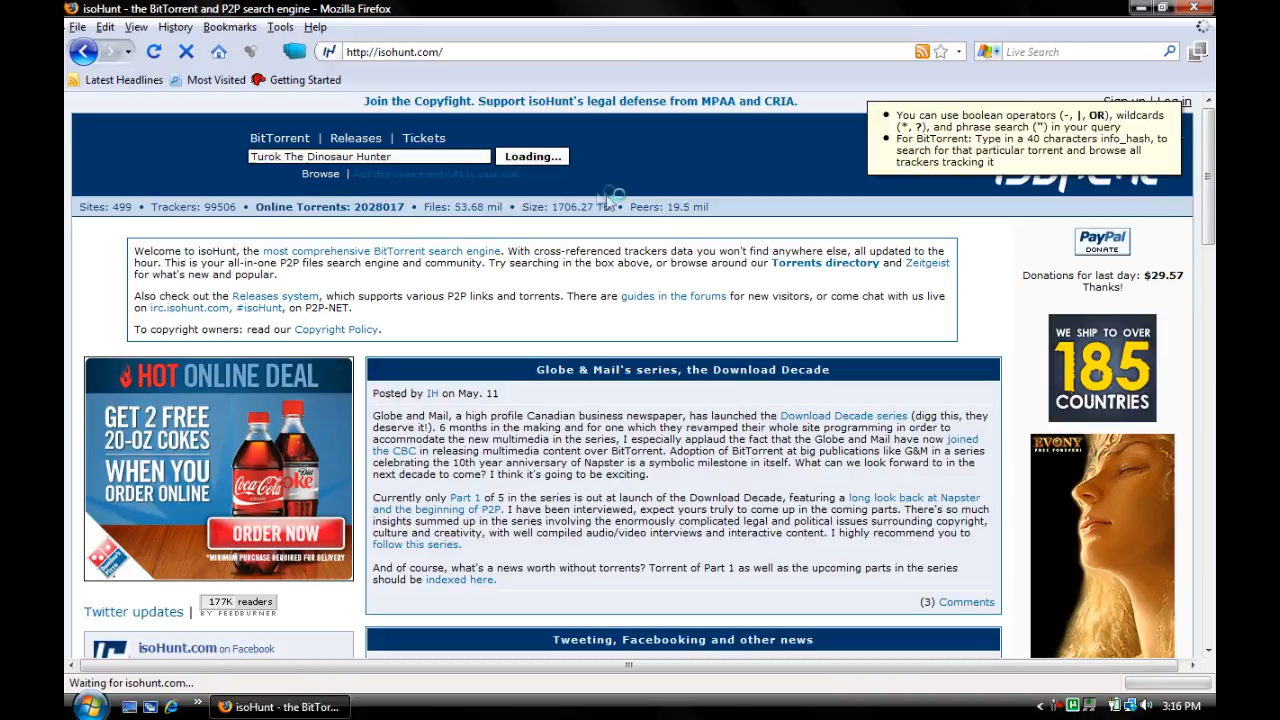 isoHunt - the BitTorrent and P2P search engine - Mozilla Firefox
File Edit View History Bookmarks Tools Help
http://isohunt.com/
Live Search
Latest Headlines Most Visited Getting Started
Join the Copyfight. Support isoHunt's legal defense from MPAA and CRIA.
Sign up | Log in
BitTorrent | Releases | Tickets
Turok The Dinosaur Hunter Loading...
Browse | Add this search and API to your site
You can use boolean operators (-, |, OR), wildcards
(*, ?), and phrase search (") in your query
For BitTorrent: Type in a 40 characters info_hash, to
search for that particular torrent and browse all
trackers tracking it
Sites: 499 • Trackers: 99506 • Online Torrents: 2028017 • Files: 53.68 mil • Size: 1706.27 • Peers: 19.5 mil
Welcome to isoHunt, the most comprehensive BitTorrent search engine. With cross-referenced trackers data you won't find anywhere else, all updated to the
hour. This is your all-in-one P2P files search engine and community. Try searching in the box above, or browse around our Torrents directory and Zeitgeist
for what's new and popular.
Also check out the Releases system, which supports various P2P links and torrents. There are guides in the forums for new visitors, or come chat with us live
on irc.isohunt.com, #isoHunt, on P2P-NET.
To copyright owners: read our Copyright Policy.
PayPal
DONATE
Donations for last day: $29.57
Thanks!
WE SHIP TO OVER
185
COUNTRIES
EVONY
FREE FOREVER!
HOT ONLINE DEAL
GET 2 FREE
20-OZ COKES
WHEN YOU
ORDER ONLINE
Coca-Cola
Diet
Coke
ORDER NOW
*MINIMUM PURCHASE REQUIRED FOR DELIVERY
Domino's
Pizza
Twitter updates | 177K readers
BY FEEDBURNER
isoHunt.com on Facebook
Globe & Mail's series, the Download Decade
Posted by IH on May. 11
Globe and Mail, a high profile Canadian business newspaper, has launched the Download Decade series (digg this, they
deserve it!). 6 months in the making and for one which they revamped their whole site programming in order to
accommodate the new multimedia in the series, I especially applaud the fact that the Globe and Mail have now joined
the CBC in releasing multimedia content over BitTorrent. Adoption of BitTorrent at big publications like G&M in a series
celebrating the 10th year anniversary of Napster is a symbolic milestone in itself. What can we look forward to in the
next decade to come? I think it's going to be exciting.
Currently only Part 1 of 5 in the series is out at launch of the Download Decade, featuring a long look back at Napster
and the beginning of P2P. I have been interviewed, expect yours truly to come up in the coming parts. There's so much
insights summed up in the series involving the enormously complicated legal and political issues surrounding copyright,
culture and creativity, with well compiled audio/video interviews and interactive content. I highly recommend you to
follow this series.
And of course, what's a news worth without torrents? Torrent of Part 1 as well as the upcoming parts in the series
should be indexed here.
(3) Comments
Tweeting, Facebooking and other news
Waiting for isohunt.com...
isoHunt - the BitTor...
3:16 PM